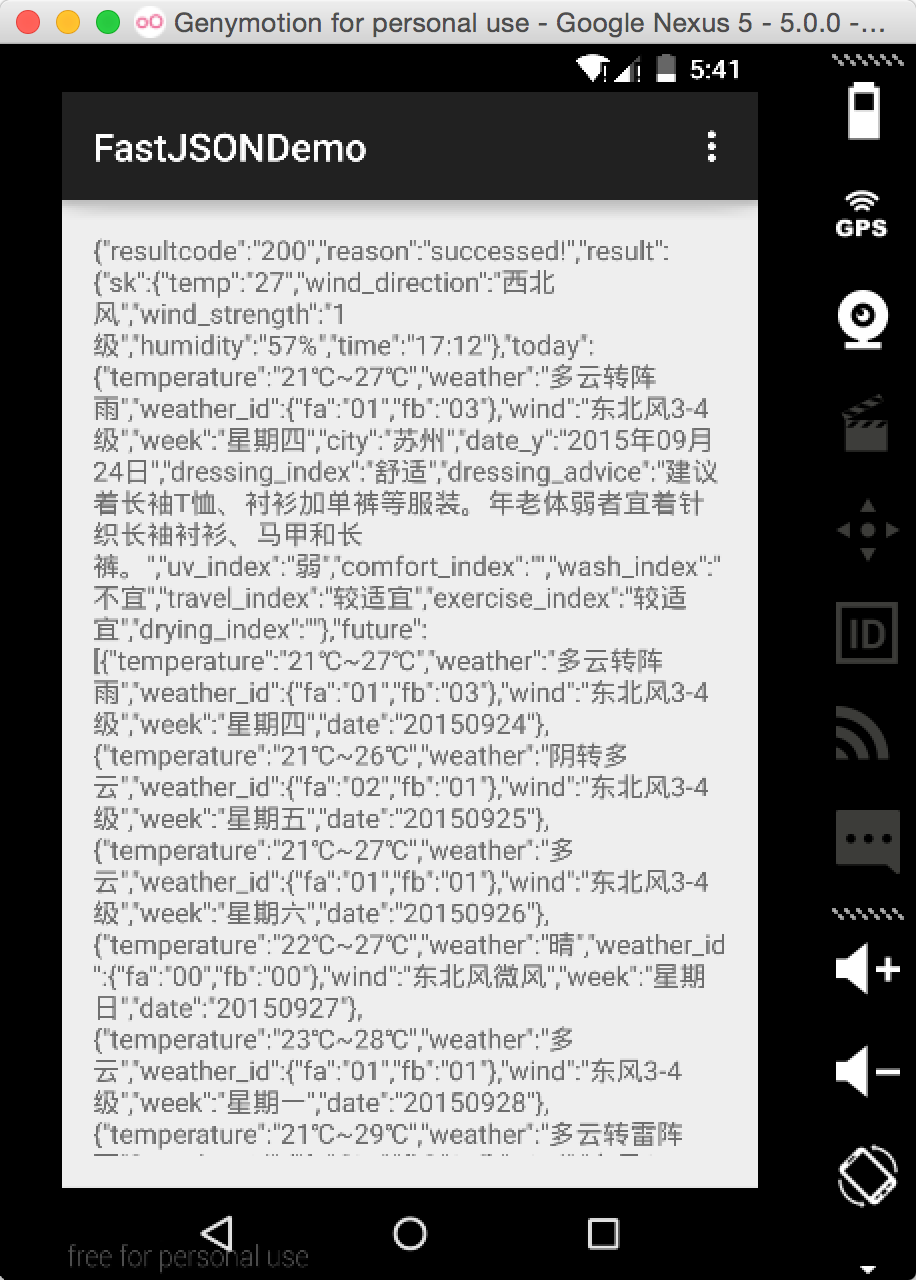 Genymotion for personal use - Google Nexus 5 - 5.0.0 -...
5:41
FastJSONDemo
GPS
ID
{"resultcode":"200","reason":"successed!","result":
{"sk":{"temp":"27","wind_direction":"西北
风","wind_strength":"1
级","humidity":"57%","time":"17:12"},"today":
{"temperature":"21℃~27℃","weather":"多云转阵
雨","weather_id":{"fa":"01","fb":"03"},"wind":"东北风3-4
级","week":"星期四","city":"苏州","date_y":"2015年09月
24日","dressing_index":"舒适","dressing_advice":"建议
着长袖T恤、衬衫加单裤等服装。年老体弱者宜着针
织长袖衬衫、马甲和长
裤。","uv_index":"弱","comfort_index":"","wash_index":"
不宜","travel_index":"较适宜","exercise_index":"较适
宜","drying_index":""},"future":
[{"temperature":"21℃~27℃","weather":"多云转阵
雨","weather_id":{"fa":"01","fb":"03"},"wind":"东北风3-4
级","week":"星期四","date":"20150924"},
{"temperature":"21℃~26℃","weather":"阴转多
云","weather_id":{"fa":"02","fb":"01"},"wind":"东北风3-4
级","week":"星期五","date":"20150925"},
{"temperature":"21℃~27℃","weather":"多
云","weather_id":{"fa":"01","fb":"01"},"wind":"东北风3-4
级","week":"星期六","date":"20150926"},
{"temperature":"22℃~27℃","weather":"晴","weather_id
":{"fa":"00","fb":"00"},"wind":"东北风微风","week":"星期
日","date":"20150927"},
{"temperature":"23℃~28℃","weather":"多
云","weather_id":{"fa":"01","fb":"01"},"wind":"东风3-4
级","week":"星期一","date":"20150928"},
{"temperature":"21℃~29℃","weather":"多云转雷阵
free for personal use